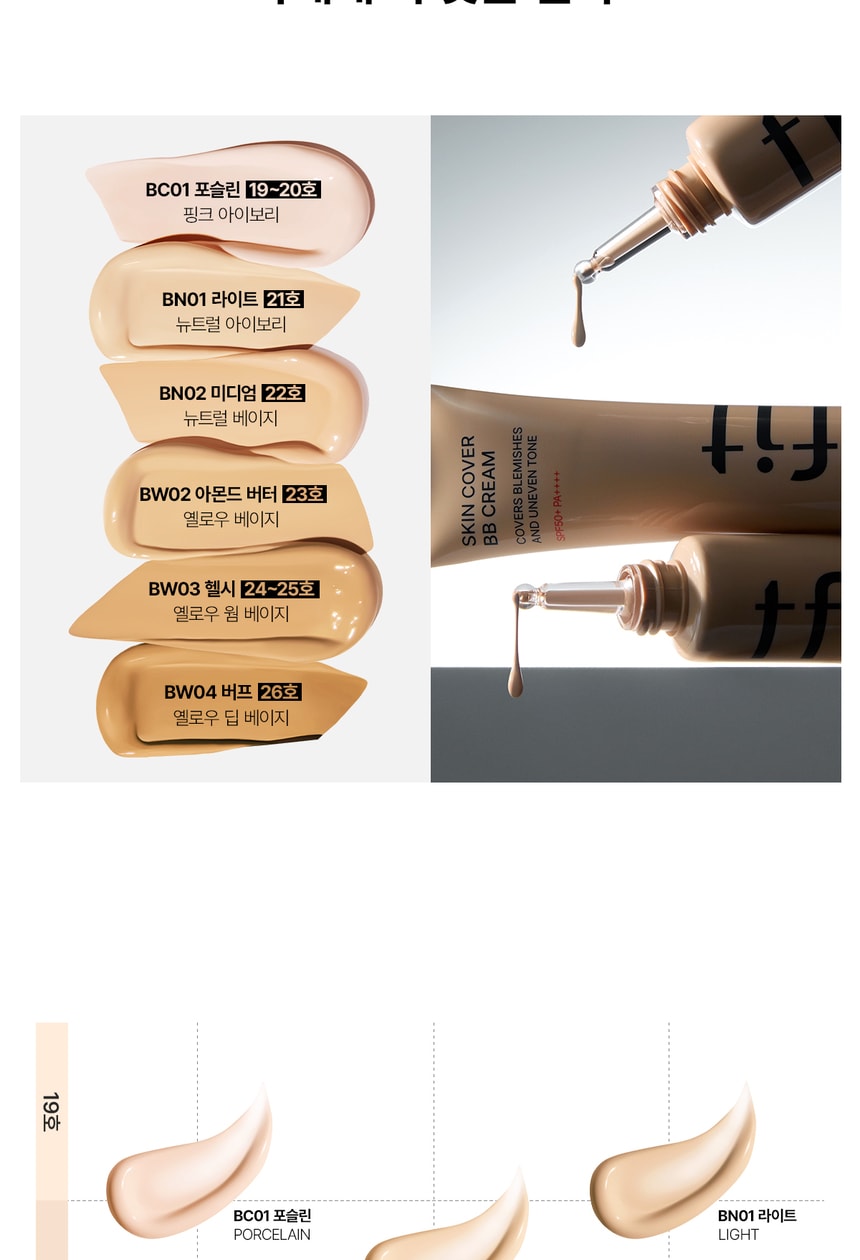 BC01 포슬린 19~20호
핑크 아이보리
BN01 라이트 21호
뉴트럴 아이보리
BN02 미디엄 22호
뉴트럴 베이지
BW02 아몬드 버터 23호
옐로우 베이지
BW03 헬시 24~25호
옐로우 웜 베이지
BW04 버프 26호
옐로우 딥 베이지
fit
SKIN COVER
BB CREAM
COVERS BLEMISHES
AND UNEVEN TONE
SPF50+ PA++++
19호
BC01 포슬린
PORCELAIN
BN01 라이트
LIGHT